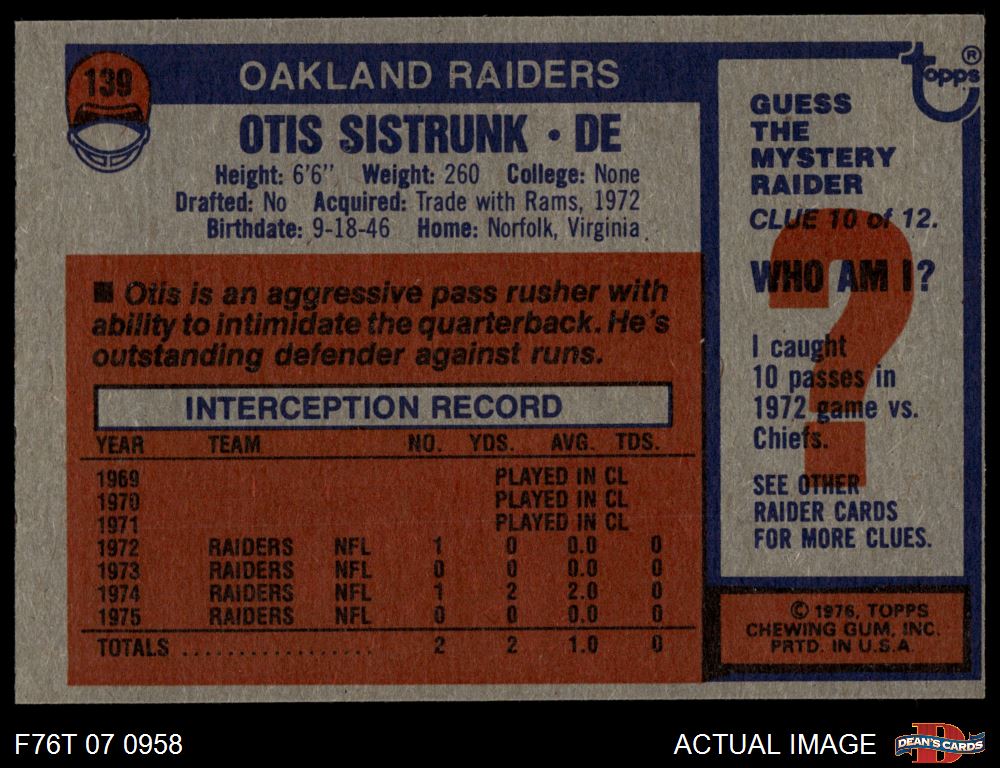 139
OAKLAND RAIDERS
OTIS SISTRUNK • DE
Height: 6'6" Weight: 260 College: None
Drafted: No Acquired: Trade with Rams, 1972
Birthdate: 9-18-46 Home: Norfolk, Virginia
■ Otis is an aggressive pass rusher with
ability to intimidate the quarterback. He's
outstanding defender against runs.
INTERCEPTION RECORD
YEAR TEAM NO. YDS. AVG. TDS.
1969 PLAYED IN CL
1970 PLAYED IN CL
1971 PLAYED IN CL
1972 RAIDERS NFL 1 0 0.0 0
1973 RAIDERS NFL 0 0 0.0 0
1974 RAIDERS NFL 1 2 2.0 0
1975 RAIDERS NFL 0 0 0.0 0
TOTALS .................. 2 2 1.0 0
Topps ®
GUESS
THE
MYSTERY
RAIDER
CLUE 10 of 12.
?
WHO AM I?
I caught
10 passes in
1972 game vs.
Chiefs.
SEE OTHER
RAIDER CARDS
FOR MORE CLUES.
© 1976, TOPPS
CHEWING GUM, INC.
PRTD. IN U.S.A.
F76T 07 0958
ACTUAL IMAGE
D
DEAN'S CARDS